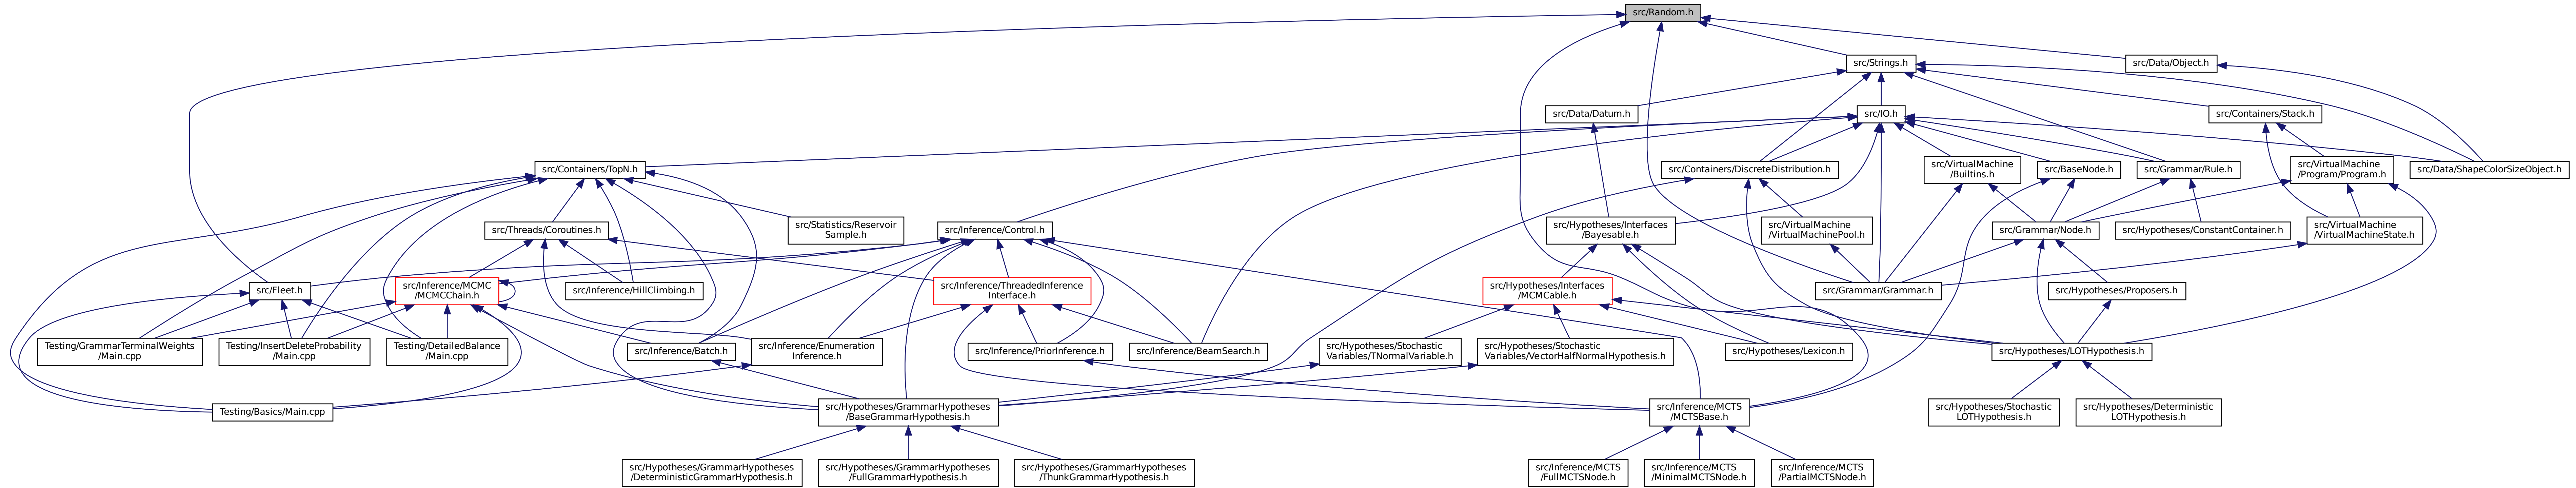 src/Random.h
src/Strings.h
src/Data/Object.h
src/Data/Datum.h
src/IO.h
src/Containers/Stack.h
src/Containers/TopN.h
src/Containers/DiscreteDistribution.h
src/VirtualMachine
/Builtins.h
src/BaseNode.h
src/Grammar/Rule.h
src/VirtualMachine
/Program/Program.h
src/Data/ShapeColorSizeObject.h
src/Threads/Coroutines.h
src/Statistics/Reservoir
Sample.h
src/Inference/Control.h
src/Hypotheses/Interfaces
/Bayesable.h
src/VirtualMachine
/VirtualMachinePool.h
src/Grammar/Node.h
src/Hypotheses/ConstantContainer.h
src/VirtualMachine
/VirtualMachineState.h
src/Fleet.h
src/Inference/MCMC
/MCMCChain.h
src/Inference/HillClimbing.h
src/Inference/ThreadedInference
Interface.h
src/Hypotheses/Interfaces
/MCMCable.h
src/Grammar/Grammar.h
src/Hypotheses/Proposers.h
Testing/GrammarTerminalWeights
/Main.cpp
Testing/InsertDeleteProbability
/Main.cpp
Testing/DetailedBalance
/Main.cpp
src/Inference/Batch.h
src/Inference/Enumeration
Inference.h
src/Inference/PriorInference.h
src/Inference/BeamSearch.h
src/Hypotheses/Stochastic
Variables/TNormalVariable.h
src/Hypotheses/Stochastic
Variables/VectorHalfNormalHypothesis.h
src/Hypotheses/Lexicon.h
src/Hypotheses/LOTHypothesis.h
Testing/Basics/Main.cpp
src/Hypotheses/GrammarHypotheses
/BaseGrammarHypothesis.h
src/Inference/MCTS
/MCTSBase.h
src/Hypotheses/Stochastic
LOTHypothesis.h
src/Hypotheses/Deterministic
LOTHypothesis.h
src/Hypotheses/GrammarHypotheses
/DeterministicGrammarHypothesis.h
src/Hypotheses/GrammarHypotheses
/FullGrammarHypothesis.h
src/Hypotheses/GrammarHypotheses
/ThunkGrammarHypothesis.h
src/Inference/MCTS
/FullMCTSNode.h
src/Inference/MCTS
/MinimalMCTSNode.h
src/Inference/MCTS
/PartialMCTSNode.h